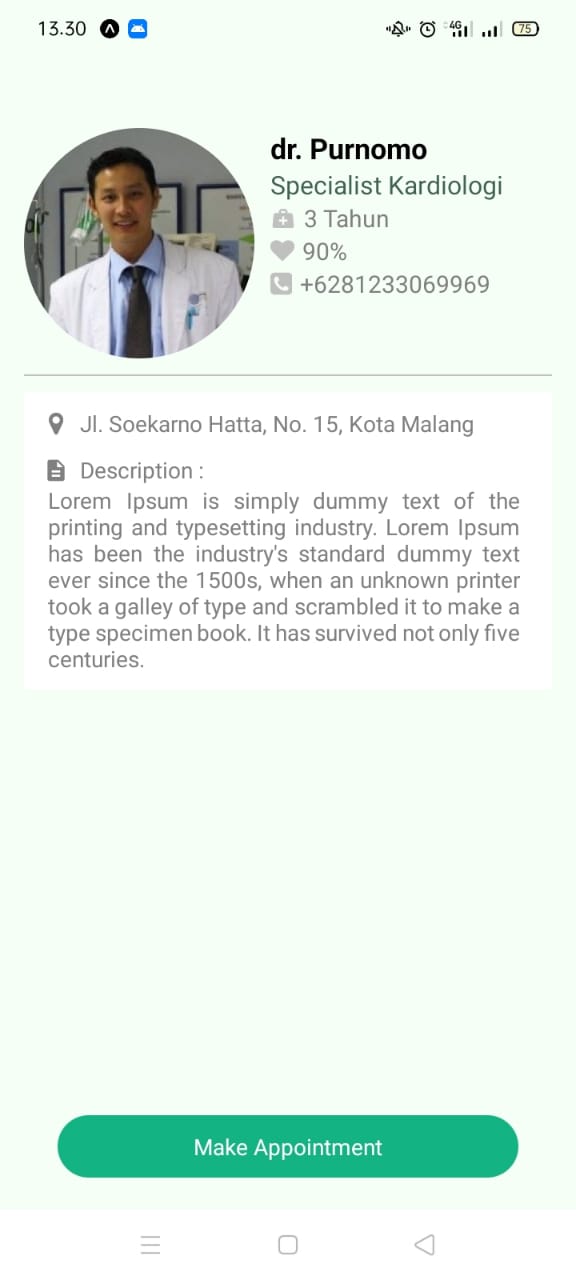 13.30
4G
75
dr. Purnomo
Specialist Kardiologi
3 Tahun
90%
+6281233069969
Jl. Soekarno Hatta, No. 15, Kota Malang
Description :
Lorem Ipsum is simply dummy text of the
printing and typesetting industry. Lorem Ipsum
has been the industry's standard dummy text
ever since the 1500s, when an unknown printer
took a galley of type and scrambled it to make a
type specimen book. It has survived not only five
centuries.
Make Appointment